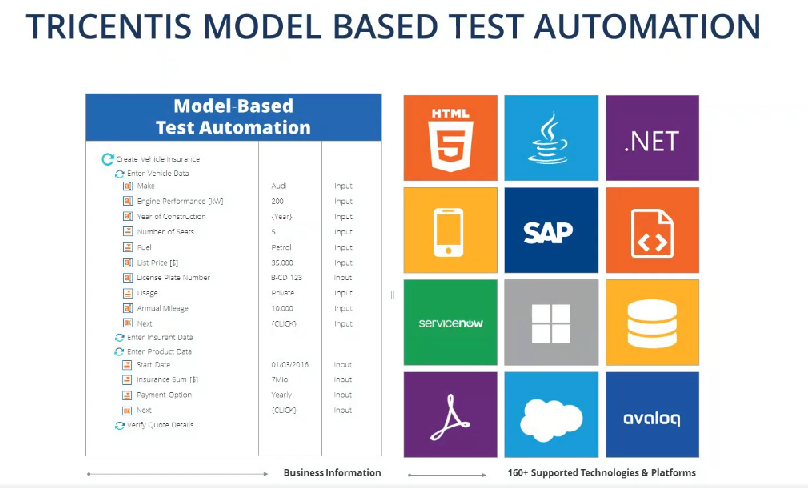 TRICENTIS MODEL BASED TEST AUTOMATION
Model-Based
Test Automation
Create Vehicle Insurance
Enter Vehicle Data
Make Audi Input
Engine Performance [kW] 200 Input
Year of Construction {Year} Input
Number of Seats 5 Input
Fuel Petrol Input
List Price [$] 35,000 Input
License Plate Number B-CD 123 Input
Usage Private Input
Annual Mileage 10,000 Input
Next {CLICK} Input
Enter Insurant Data
Enter Product Data
Start Date 01/03/2016 Input
Insurance Sum [$] 7Mio Input
Payment Option Yearly Input
Next {CLICK} Input
Verify Quote Details
Business Information
HTML
5
.NET
SAP
servicenow
avaloq
160+ Supported Technologies & Platforms